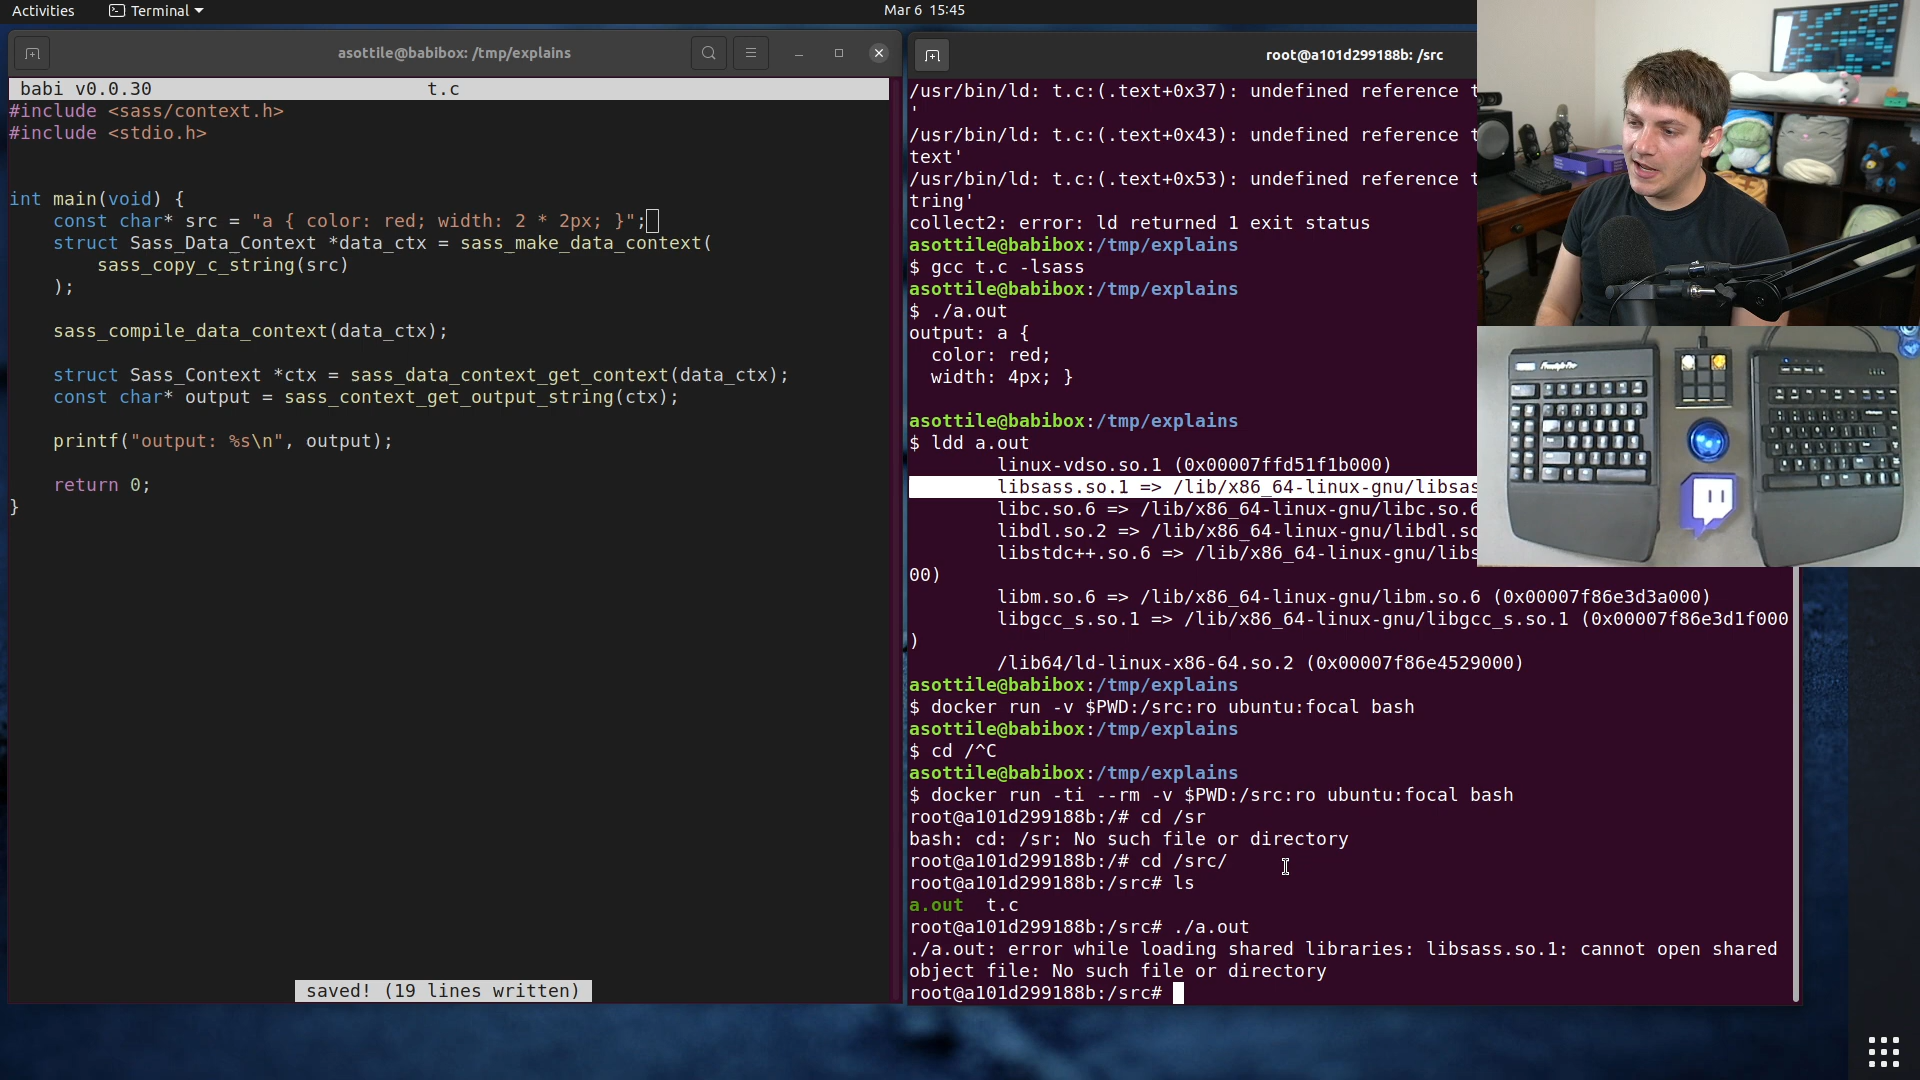 Activities
Terminal
Mar 6 15:45
asottile@babibox: /tmp/explains
babi v0.0.30 t.c
#include <sass/context.h>
#include <stdio.h>
int main(void) {
    const char* src = "a { color: red; width: 2 * 2px; }";
    struct Sass_Data_Context *data_ctx = sass_make_data_context(
        sass_copy_c_string(src)
    );
    sass_compile_data_context(data_ctx);
    struct Sass_Context *ctx = sass_data_context_get_context(data_ctx);
    const char* output = sass_context_get_output_string(ctx);
    printf("output: %s\n", output);
    return 0;
}
saved! (19 lines written)
root@a101d299188b: /src
/usr/bin/ld: t.c:(.text+0x37): undefined reference t
'
/usr/bin/ld: t.c:(.text+0x43): undefined reference t
text'
/usr/bin/ld: t.c:(.text+0x53): undefined reference t
tring'
collect2: error: ld returned 1 exit status
asottile@babibox:/tmp/explains
$ gcc t.c -lsass
asottile@babibox:/tmp/explains
$ ./a.out
output: a {
  color: red;
  width: 4px; }
asottile@babibox:/tmp/explains
$ ldd a.out
        linux-vdso.so.1 (0x00007ffd51f1b000)
        libsass.so.1 => /lib/x86_64-linux-gnu/libsas
        libc.so.6 => /lib/x86_64-linux-gnu/libc.so.6
        libdl.so.2 => /lib/x86_64-linux-gnu/libdl.so
        libstdc++.so.6 => /lib/x86_64-linux-gnu/libs
00)
        libm.so.6 => /lib/x86_64-linux-gnu/libm.so.6 (0x00007f86e3d3a000)
        libgcc_s.so.1 => /lib/x86_64-linux-gnu/libgcc_s.so.1 (0x00007f86e3d1f000
)
        /lib64/ld-linux-x86-64.so.2 (0x00007f86e4529000)
asottile@babibox:/tmp/explains
$ docker run -v $PWD:/src:ro ubuntu:focal bash
asottile@babibox:/tmp/explains
$ cd /^C
asottile@babibox:/tmp/explains
$ docker run -ti --rm -v $PWD:/src:ro ubuntu:focal bash
root@a101d299188b:/# cd /sr
bash: cd: /sr: No such file or directory
root@a101d299188b:/# cd /src/
root@a101d299188b:/src# ls
a.out  t.c
root@a101d299188b:/src# ./a.out
./a.out: error while loading shared libraries: libsass.so.1: cannot open shared
object file: No such file or directory
root@a101d299188b:/src#